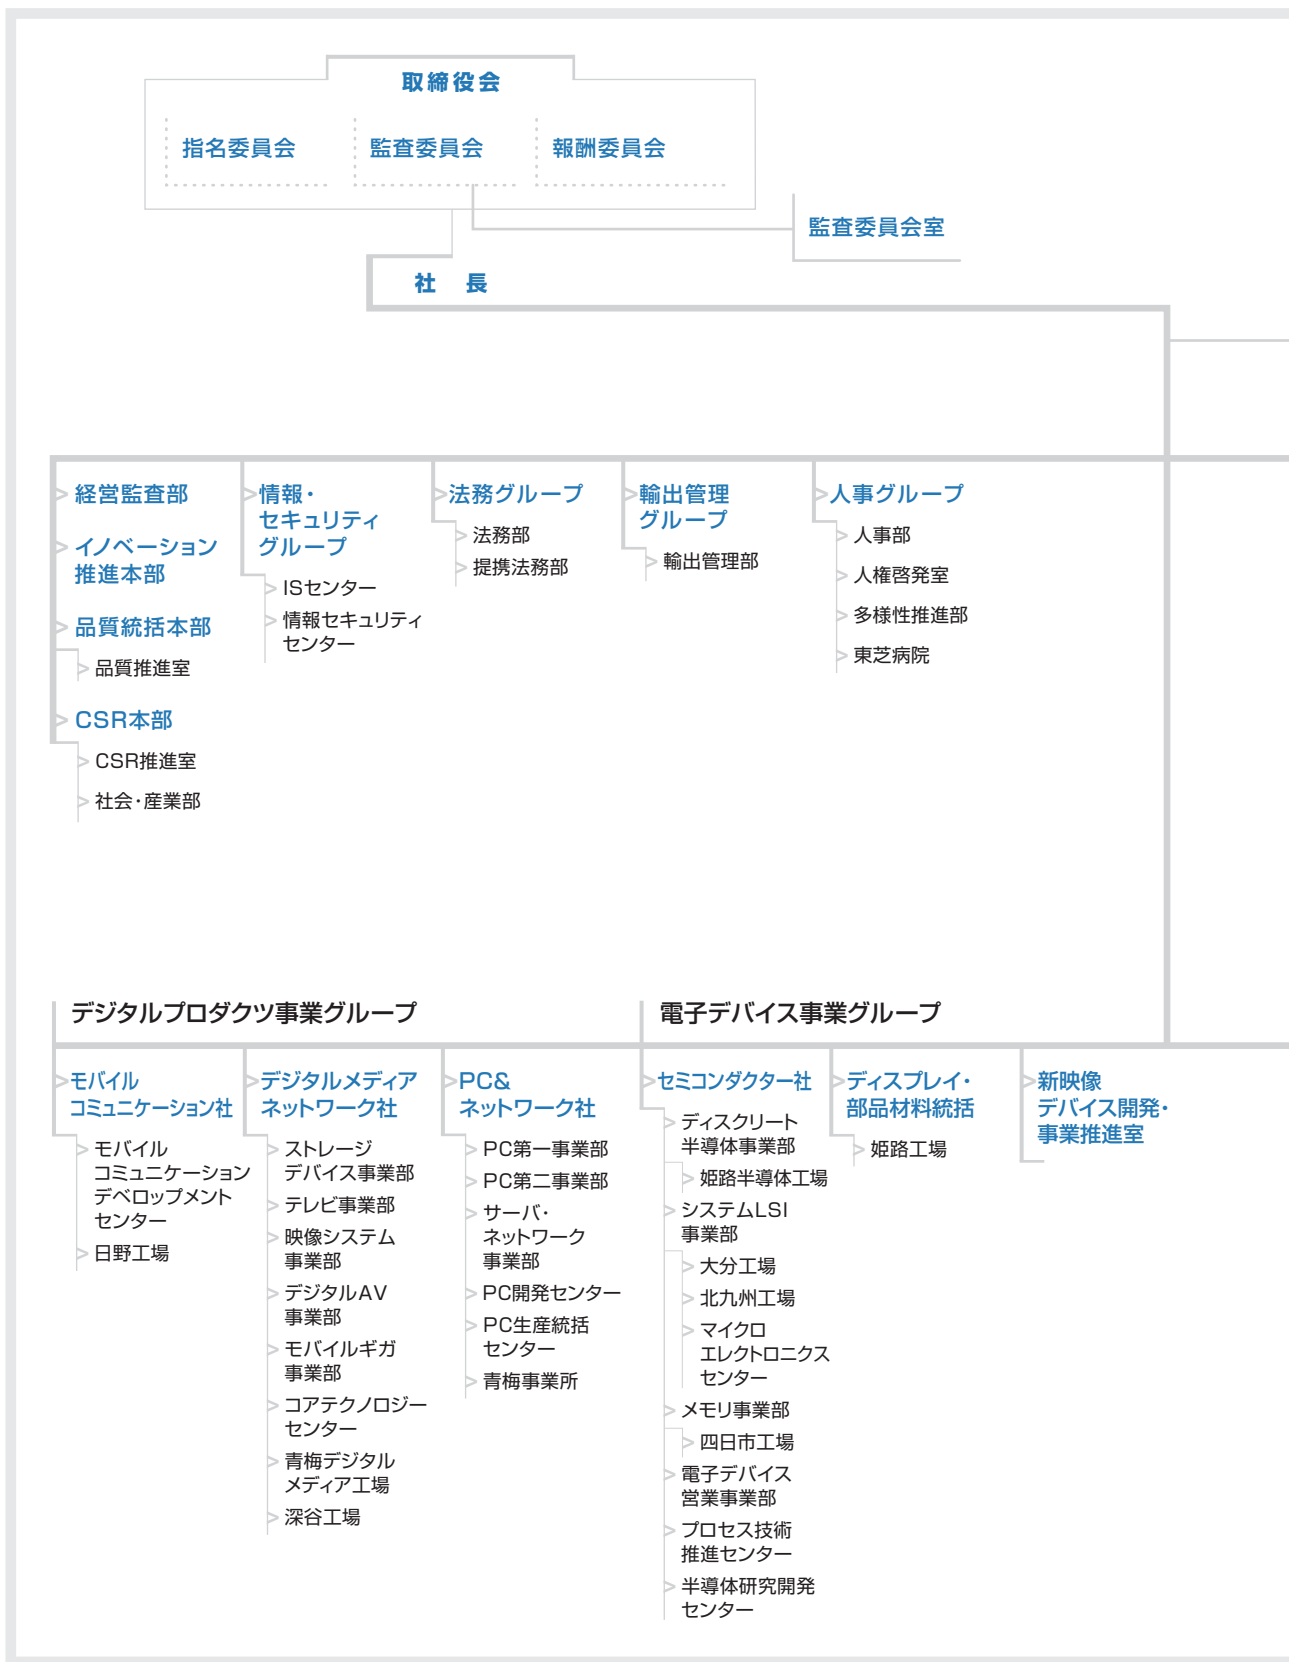 取締役会
指名委員会
監査委員会
報酬委員会
監査委員会室
社 長
経営監査部
イノベーション
推進本部
品質統括本部
品質推進室
CSR本部
CSR推進室
社会・産業部
情報・
セキュリティ
グループ
ISセンター
情報セキュリティ
センター
法務グループ
法務部
提携法務部
輸出管理
グループ
輸出管理部
人事グループ
人事部
人権啓発室
多様性推進部
東芝病院
デジタルプロダクツ事業グループ
モバイル
コミュニケーション社
モバイル
コミュニケーション
デベロップメント
センター
日野工場
デジタルメディア
ネットワーク社
ストレージ
デバイス事業部
テレビ事業部
映像システム
事業部
デジタルAV
事業部
モバイルギガ
事業部
コアテクノロジー
センター
青梅デジタル
メディア工場
深谷工場
PC&
ネットワーク社
PC第一事業部
PC第二事業部
サーバ・
ネットワーク
事業部
PC開発センター
PC生産統括
センター
青梅事業所
電子デバイス事業グループ
セミコンダクター社
ディスクリート
半導体事業部
姫路半導体工場
システムLSI
事業部
大分工場
北九州工場
マイクロ
エレクトロニクス
センター
メモリ事業部
四日市工場
電子デバイス
営業事業部
プロセス技術
推進センター
半導体研究開発
センター
ディスプレイ・
部品材料統括
姫路工場
新映像
デバイス開発・
事業推進室